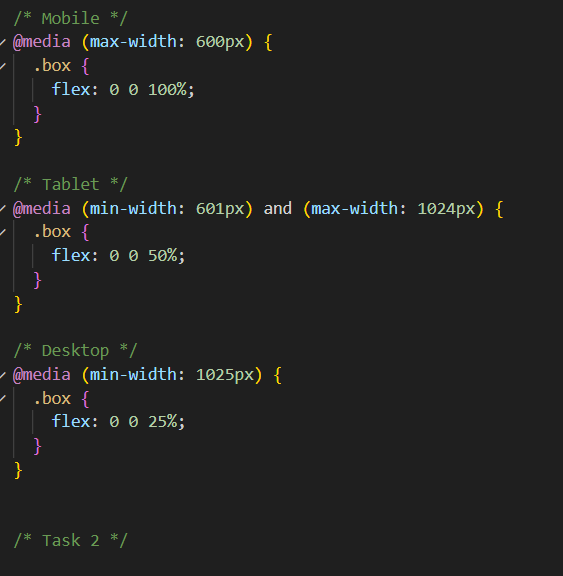 /* Mobile */
@media (max-width: 600px) {
.box {
flex: 0 0 100%;
}
}
/* Tablet */
@media (min-width: 601px) and (max-width: 1024px) {
.box {
flex: 0 0 50%;
}
}
/* Desktop */
@media (min-width: 1025px) {
.box {
flex: 0 0 25%;
}
}
/* Task 2 */